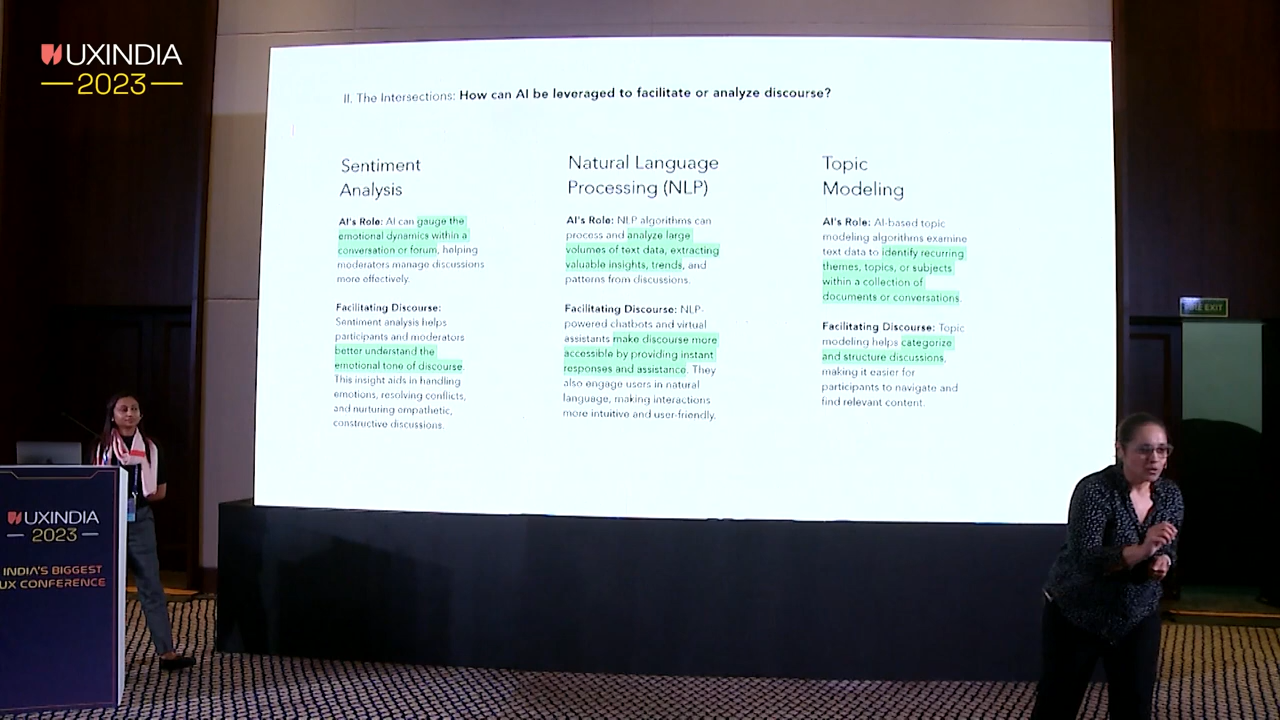 UXINDIA
2023
II. The Intersections: How can AI be leveraged to facilitate or analyze discourse?
Sentiment
Analysis
AI's Role: AI can gauge the
emotional dynamics within a
conversation or forum, helping
moderators manage discussions
more effectively.
Facilitating Discourse:
Sentiment analysis helps
participants and moderators
better understand the
emotional tone of discourse.
This insight aids in handling
emotions, resolving conflicts,
and nurturing empathetic,
constructive discussions.
Natural Language
Processing (NLP)
AI's Role: NLP algorithms can
process and analyze large
volumes of text data, extracting
valuable insights, trends, and
patterns from discussions.
Facilitating Discourse: NLP-
powered chatbots and virtual
assistants make discourse more
accessible by providing instant
responses and assistance. They
also engage users in natural
language, making interactions
more intuitive and user-friendly.
Topic
Modeling
AI's Role: AI-based topic
modeling algorithms examine
text data to identify recurring
themes, topics, or subjects
within a collection of
documents or conversations.
Facilitating Discourse: Topic
modeling helps categorize
and structure discussions,
making it easier for
participants to navigate and
find relevant content.
EXIT
UXINDIA
2023
INDIA'S BIGGEST
UX CONFERENCE